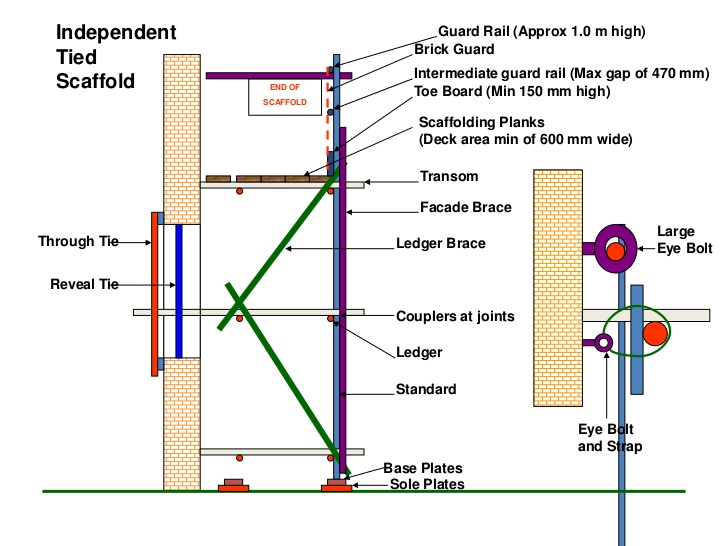 Independent
Tied
Scaffold
Guard Rail (Approx 1.0 m high)
Brick Guard
Intermediate guard rail (Max gap of 470 mm)
Toe Board (Min 150 mm high)
END OF
SCAFFOLD
Scaffolding Planks
(Deck area min of 600 mm wide)
Transom
Facade Brace
Through Tie
Ledger Brace
Reveal Tie
Large
Eye Bolt
Couplers at joints
Ledger
Standard
Eye Bolt
and Strap
Base Plates
Sole Plates